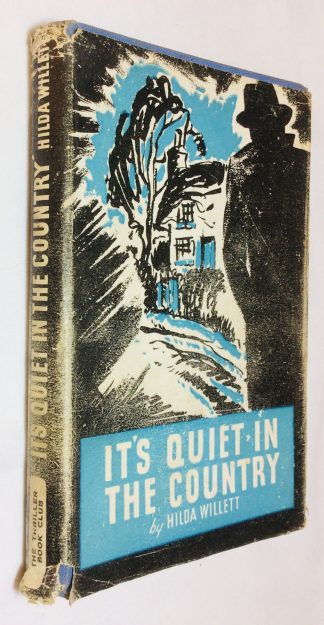 IT'S QUIET IN THE COUNTRY HILDA WILLETT
THE THRILLER
BOOK CLUB
IT'S QUIET, IN
THE COUNTRY
by HILDA WILLETT